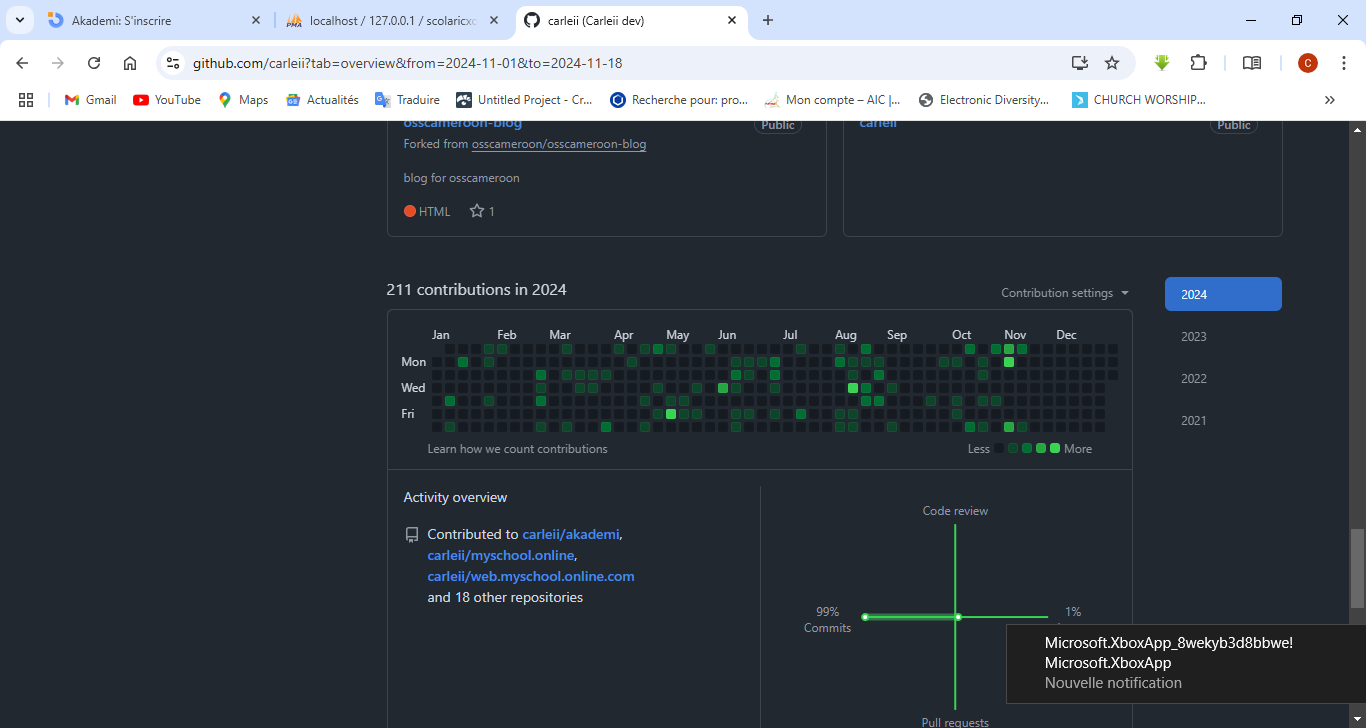 Akademi: S'inscrire
localhost / 127.0.0.1 / scolaricxc
carleii (Carleii dev)
github.com/carleii?tab=overview&from=2024-11-01&to=2024-11-18
C
Gmail
YouTube
Maps
Actualités
Traduire
Untitled Project - Cr...
Recherche pour: pro...
Mon compte – AIC |...
Electronic Diversity...
CHURCH WORSHIP...
osscameroon-blog
Public
carleii
Public
Forked from osscameroon/osscameroon-blog
blog for osscameroon
HTML
1
211 contributions in 2024
Contribution settings
2024
2023
2022
2021
Jan Feb Mar Apr May Jun Jul Aug Sep Oct Nov Dec
Mon
Wed
Fri
Learn how we count contributions
Less
More
Activity overview
Contributed to carleii/akademi,
carleii/myschool.online,
carleii/web.myschool.online.com
and 18 other repositories
Code review
99%
Commits
1%
Pull requests
Microsoft.XboxApp_8wekyb3d8bbwe!
Microsoft.XboxApp
Nouvelle notification